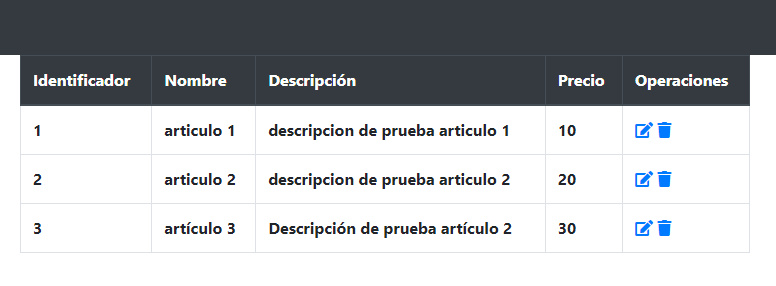 Identificador Nombre Descripción Precio Operaciones
1 articulo 1 descripcion de prueba articulo 1 10
2 articulo 2 descripcion de prueba articulo 2 20
3 artículo 3 Descripción de prueba artículo 2 30